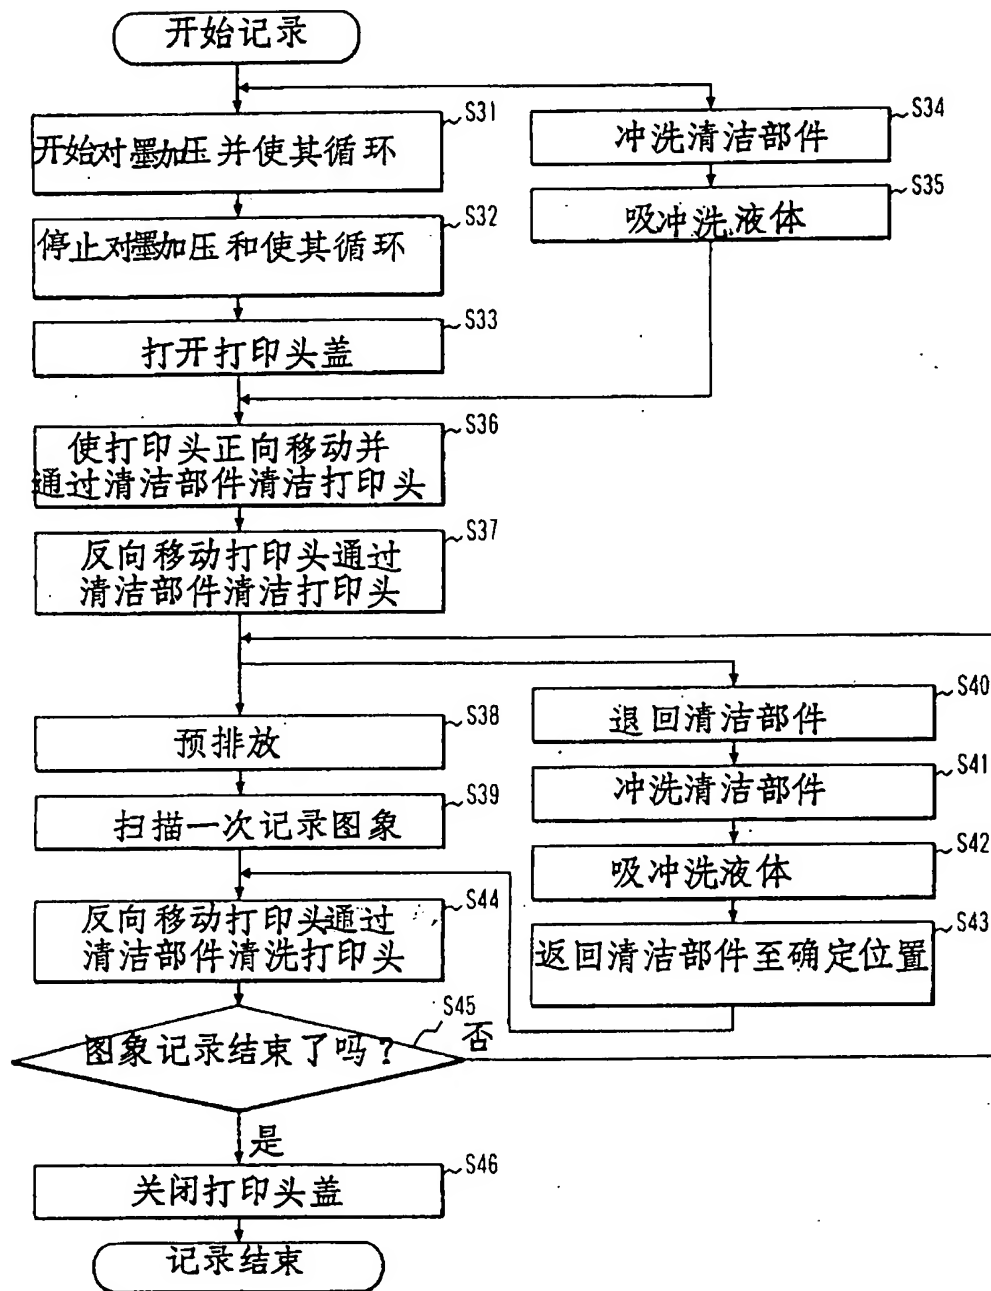 开始记录
S31
开始对墨加压并使其循环
S34
冲洗清洁部件
S35
吸冲洗液体
S32
停止对墨加压和使其循环
S33
打开打印头盖
S36
使打印头正向移动并
通过清洁部件清洁打印头
S37
反向移动打印头通过
清洁部件清洁打印头
S38
预排放
S39
扫描一次记录图象
S40
退回清洁部件
S41
冲洗清洁部件
S42
吸冲洗液体
S43
返回清洁部件至确定位置
S44
反向移动打印头通过
清洁部件清洗打印头
S45
图象记录结束了吗?
否
是
S46
关闭打印头盖
记录结束